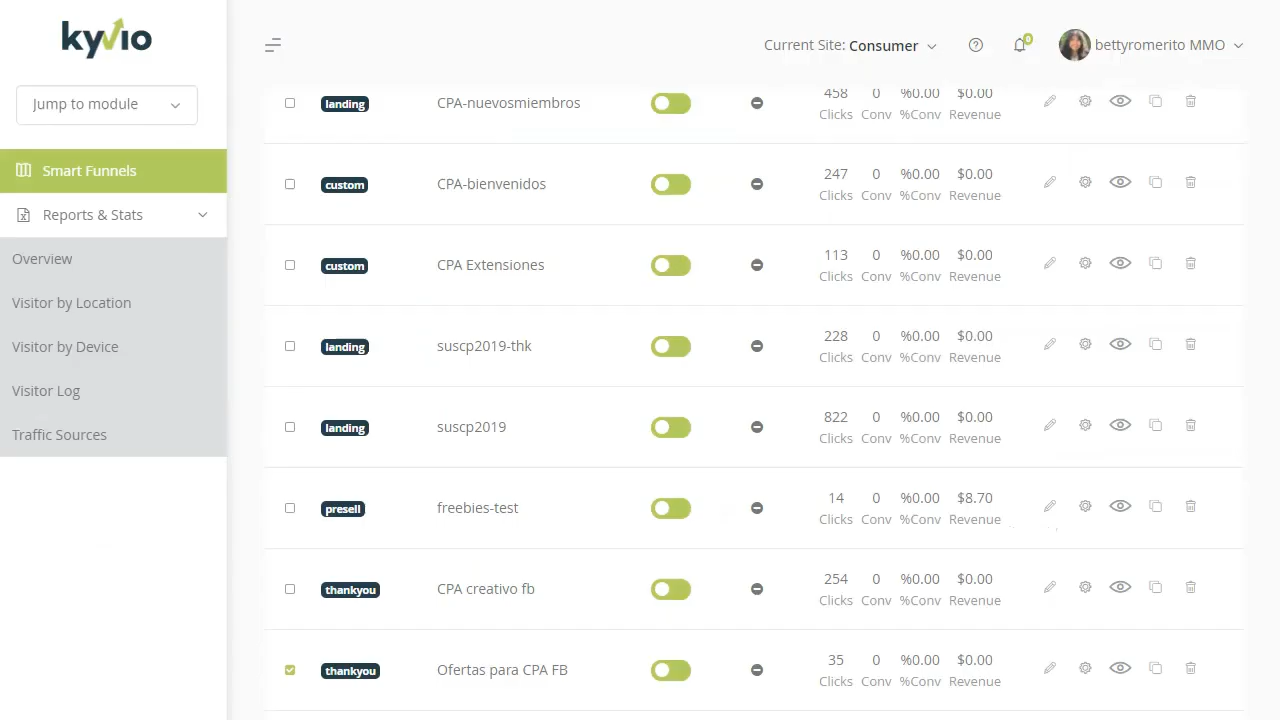 kyvio
Current Site: Consumer
0
bettyromerito MMO
Jump to module
Smart Funnels
Reports & Stats
Overview
Visitor by Location
Visitor by Device
Visitor Log
Traffic Sources
landing CPA-nuevosmiembros 458 0 %0.00 $0.00
Clicks Conv %Conv Revenue
custom CPA-bienvenidos 247 0 %0.00 $0.00
Clicks Conv %Conv Revenue
custom CPA Extensiones 113 0 %0.00 $0.00
Clicks Conv %Conv Revenue
landing suscp2019-thk 228 0 %0.00 $0.00
Clicks Conv %Conv Revenue
landing suscp2019 822 0 %0.00 $0.00
Clicks Conv %Conv Revenue
presell freebies-test 14 0 %0.00 $8.70
Clicks Conv %Conv Revenue
thankyou CPA creativo fb 254 0 %0.00 $0.00
Clicks Conv %Conv Revenue
thankyou Ofertas para CPA FB 35 0 %0.00 $0.00
Clicks Conv %Conv Revenue